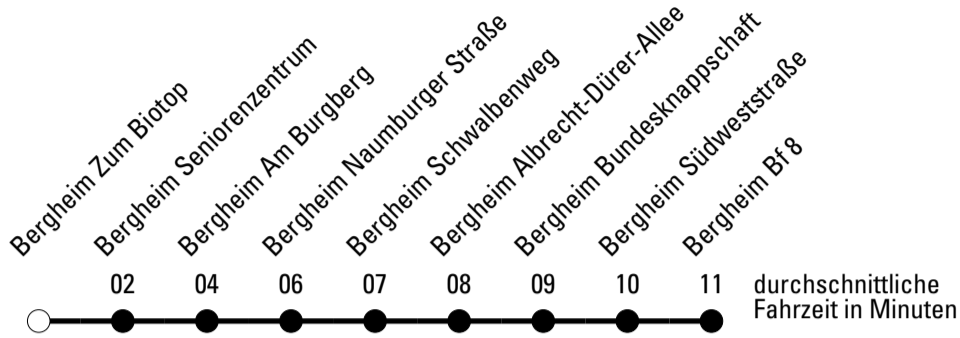 Bergheim Zum Biotop
Bergheim Seniorenzentrum
Bergheim Am Burgberg
Bergheim Naumburger Straße
Bergheim Schwalbenweg
Bergheim Albrecht-Dürer-Allee
Bergheim Bundesknappschaft
Bergheim Südweststraße
Bergheim Bf 8
02 04 06 07 08 09 10 11
durchschnittliche
Fahrzeit in Minuten